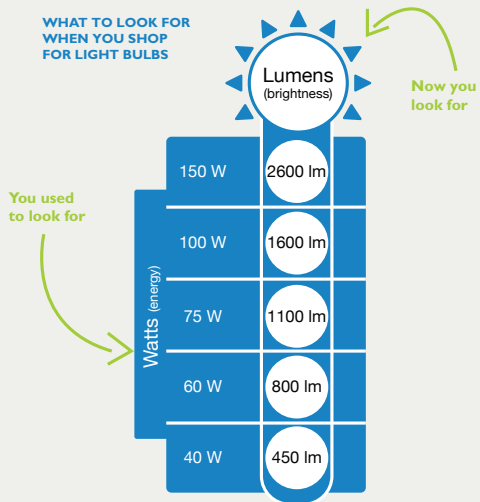 WHAT TO LOOK FOR
WHEN YOU SHOP
FOR LIGHT BULBS
Lumens
(brightness)
Now you
look for
You used
to look for
Watts (energy)
150 W 2600 lm
100 W 1600 lm
75 W 1100 lm
60 W 800 lm
40 W 450 lm